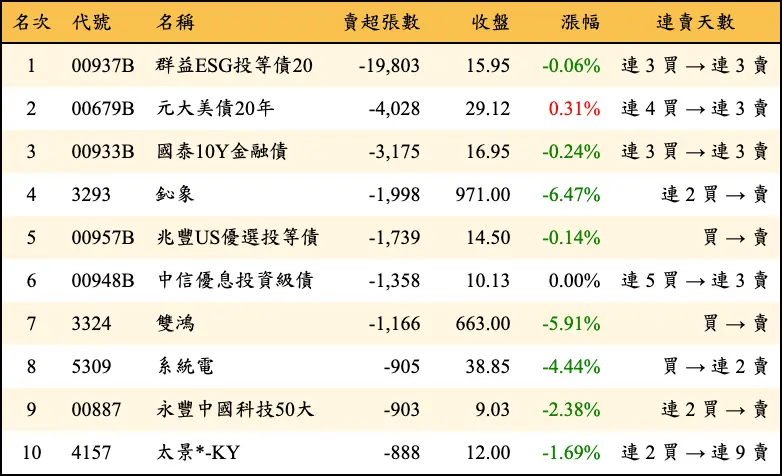 名次 代號 名稱 賣超張數 收盤 漲幅 連賣天數
1 00937B 群益ESG投等債20 -19,803 15.95 -0.06% 連 3 買 → 連 3 賣
2 00679B 元大美債20年 -4,028 29.12 0.31% 連 4 買 → 連 3 賣
3 00933B 國泰10Y金融債 -3,175 16.95 -0.24% 連 3 買 → 連 3 賣
4 3293 鈊象 -1,998 971.00 -6.47% 連 2 買 → 賣
5 00957B 兆豐US優選投等債 -1,739 14.50 -0.14% 買 → 賣
6 00948B 中信優息投資級債 -1,358 10.13 0.00% 連 5 買 → 連 3 賣
7 3324 雙鴻 -1,166 663.00 -5.91% 買 → 賣
8 5309 系統電 -905 38.85 -4.44% 買 → 連 2 賣
9 00887 永豐中國科技50大 -903 9.03 -2.38% 連 2 買 → 賣
10 4157 太景*-KY -888 12.00 -1.69% 連 2 買 → 連 9 賣